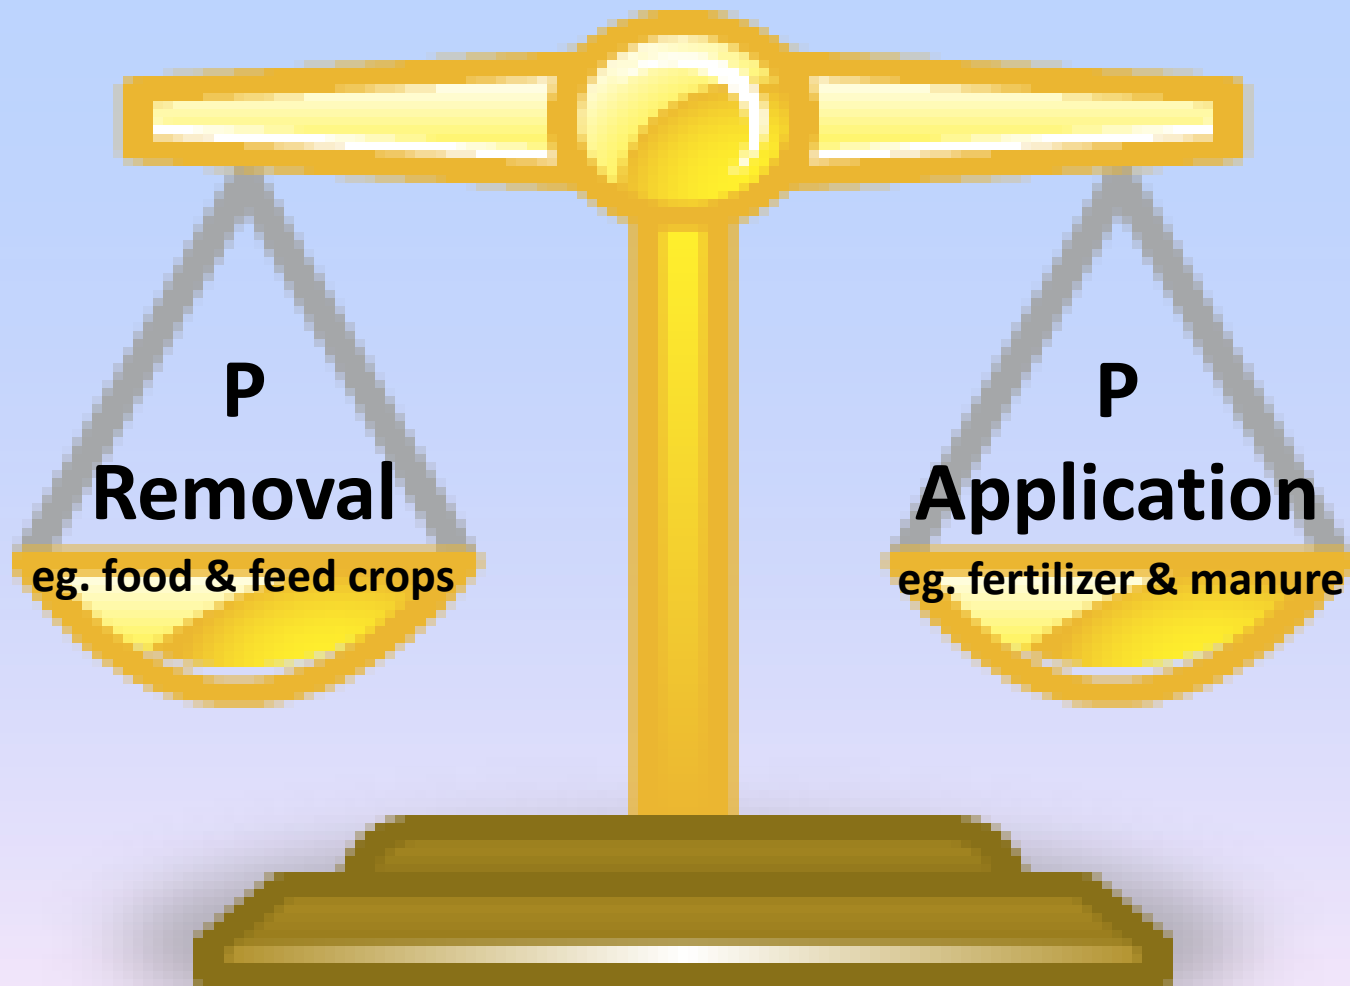 P
Removal
eg. food & feed crops
P
Application
eg. fertilizer & manure